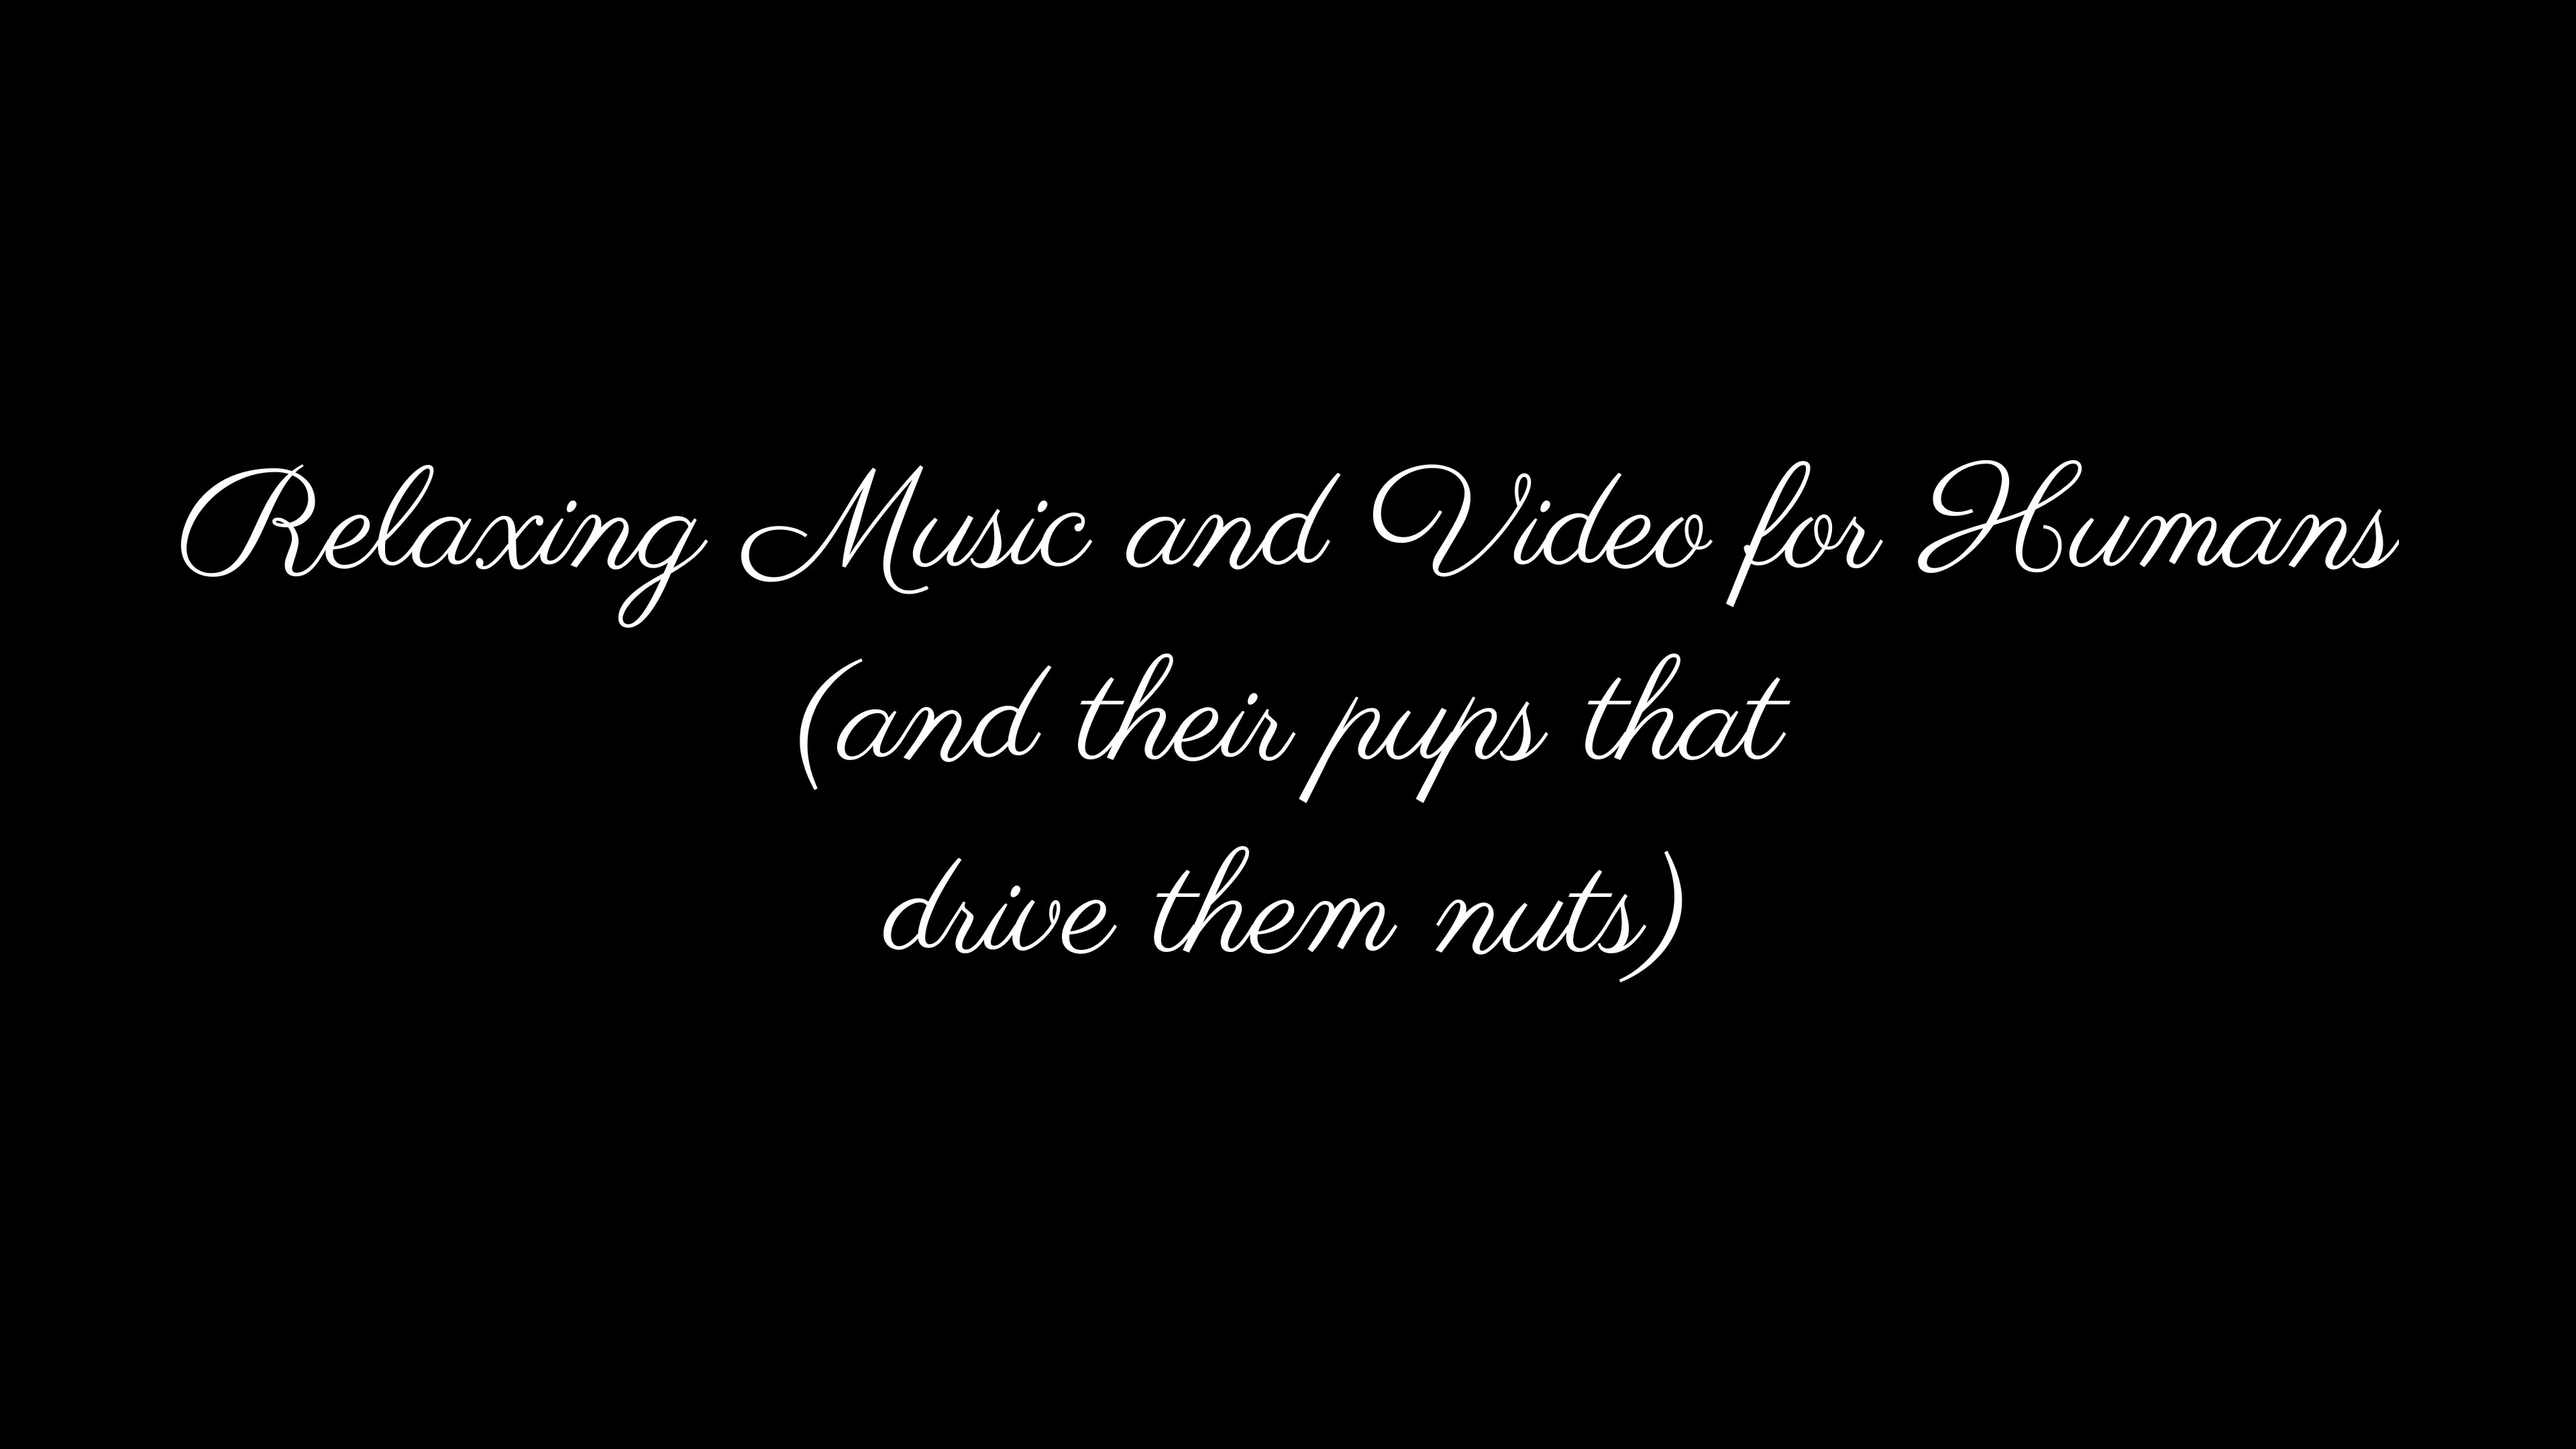 Relaxing Music and Video for Humans
(and their pups that
drive them nuts)